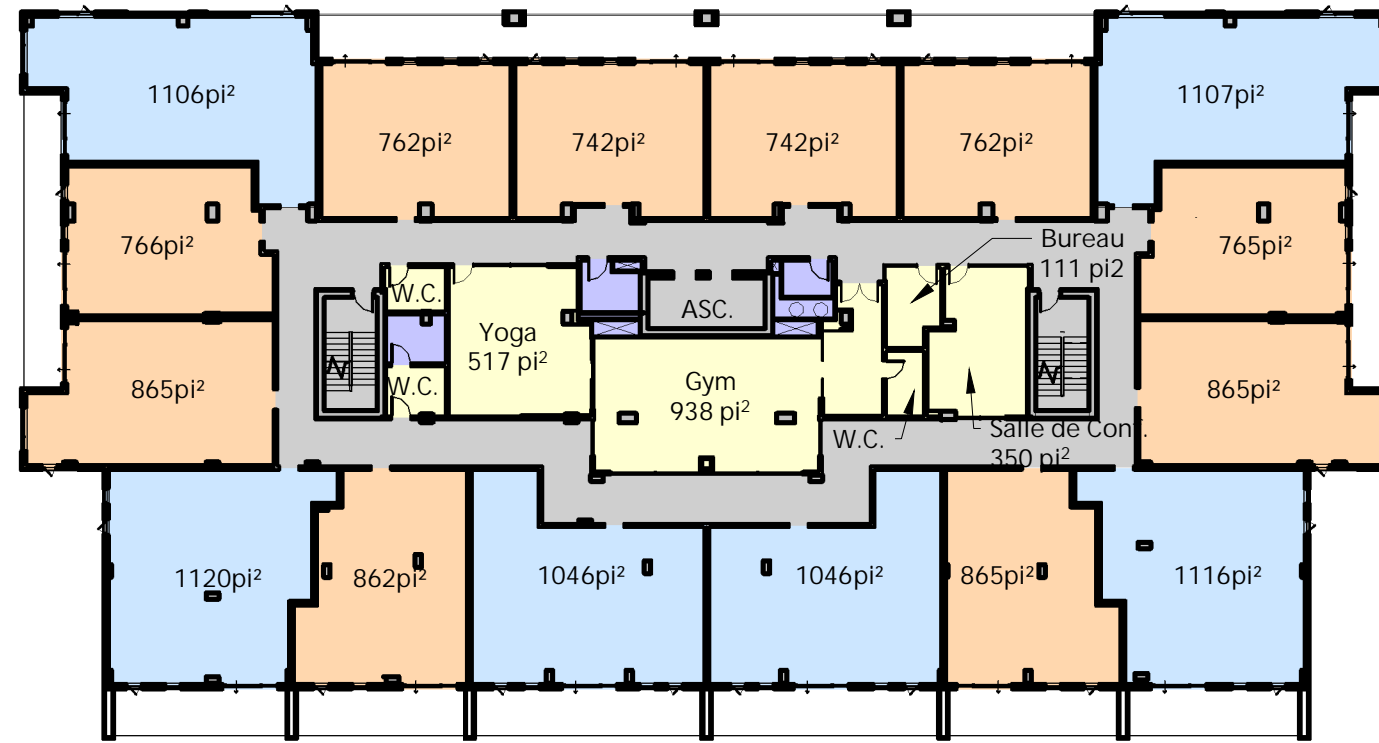 1106pi²
1107pi²
762pi²
742pi²
742pi²
762pi²
766pi²
765pi²
Bureau
111 pi2
W.C.
ASC.
Yoga
517 pi²
865pi²
W.C.
Gym
938 pi²
865pi²
W.C.
Salle de Conf.
350 pi²
1120pi²
862pi²
1046pi²
1046pi²
865pi²
1116pi²